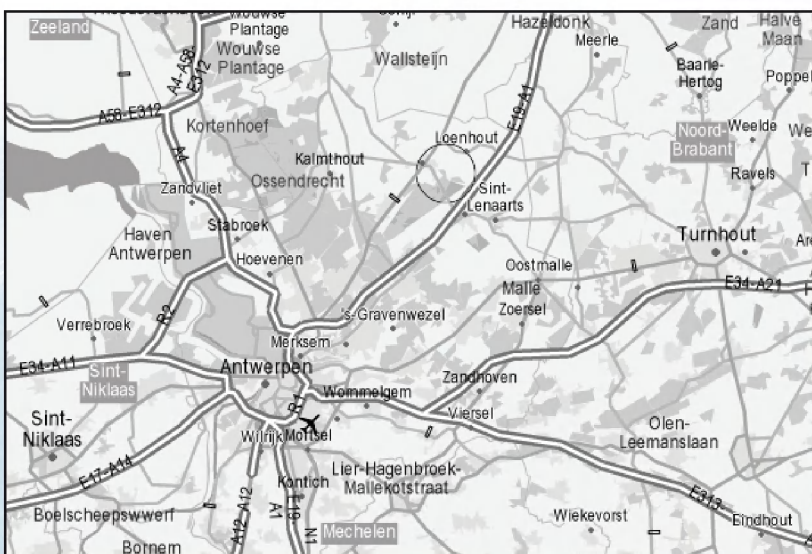 Zeeland
Wouwse
Plantage
Wouwse
Plantage
Wallsteijn
Hazeldonk
Meerle
Zand
Halve
Maan
Baarle-
Hertog
Poppel
A4-A58-
E312
A58-E312
Kortenhoef
A4
E19-A1
Loenhout
Noord-
Brabant
Weelde
Kalmthout
Ossendrecht
Zandvliet
Sint-
Lenaarts
Ravels
Stabroek
Haven
Antwerpen
Hoevenen
Turnhout
Oostmalle
Malle
Zoersel
E34-A21
R2
's-Gravenwezel
Verrebroek
Merksem
E34-A11
Sint-
Niklaas
Antwerpen
R1
Wommelgem
Zandhoven
Viersel
Sint-
Niklaas
Wilrijk
Mortsel
Olen-
Leemanslaan
E17-A14
Lier-Hagenbroek-
Mallekotstraat
Kontich
E313
Boelscheepswwerf
A12
A12
A1
E19
N1
Mechelen
Wiekevorst
Eindhout
Bornem